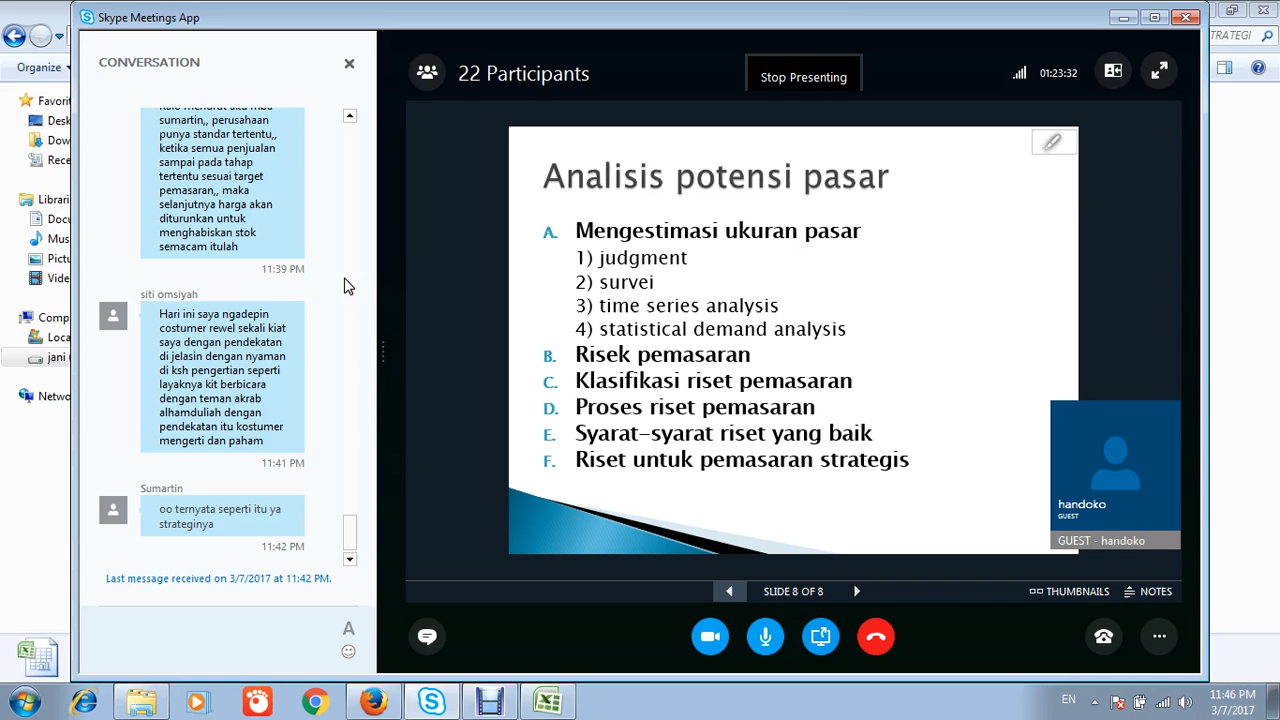 Skype Meetings App
STRATEGI
Organize
CONVERSATION
22 Participants
Stop Presenting
01:23:32
Favori
Desk
Dow
Rece
Librari
Docu
Mus
Pictu
Vide
Comp
Loca
jani
Netwo
sumartin,, perusahaan
punya standar tertentu,,
ketika semua penjualan
sampai pada tahap
tertentu sesuai target
pemasaran,, maka
selanjutnya harga akan
diturunkan untuk
menghabiskan stok
semacam itulah
11:39 PM
siti omsiyah
Hari ini saya ngadepin
costumer rewel sekali kiat
saya dengan pendekatan
di jelasin dengan nyaman
di ksh pengertian seperti
layaknya kit berbicara
dengan teman akrab
alhamduliah dengan
pendekatan itu kostumer
mengerti dan paham
11:41 PM
Sumartin
oo ternyata seperti itu ya
strateginya
11:42 PM
Last message received on 3/7/2017 at 11:42 PM.
A
Analisis potensi pasar
A. Mengestimasi ukuran pasar
1) judgment
2) survei
3) time series analysis
4) statistical demand analysis
B. Risek pemasaran
C. Klasifikasi riset pemasaran
D. Proses riset pemasaran
E. Syarat-syarat riset yang baik
F. Riset untuk pemasaran strategis
handoko
GUEST
GUEST - handoko
SLIDE 8 OF 8
THUMBNAILS
NOTES
EN
11:46 PM
3/7/2017